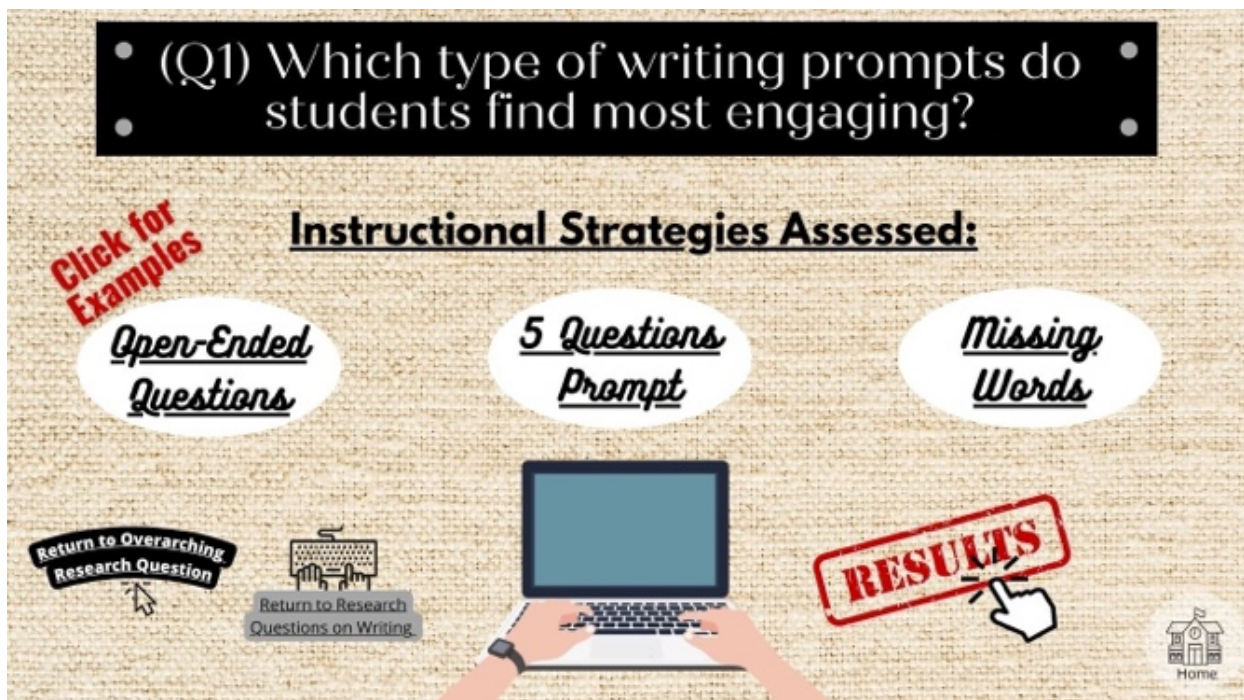 (Q1) Which type of writing prompts do
students find most engaging?
Click for
Examples
Instructional Strategies Assessed:
Open-Ended
Questions
5 Questions
Prompt
Missing
Words
Return to Overarching
Research Question
Return to Research
Questions on Writing
RESULTS
Home